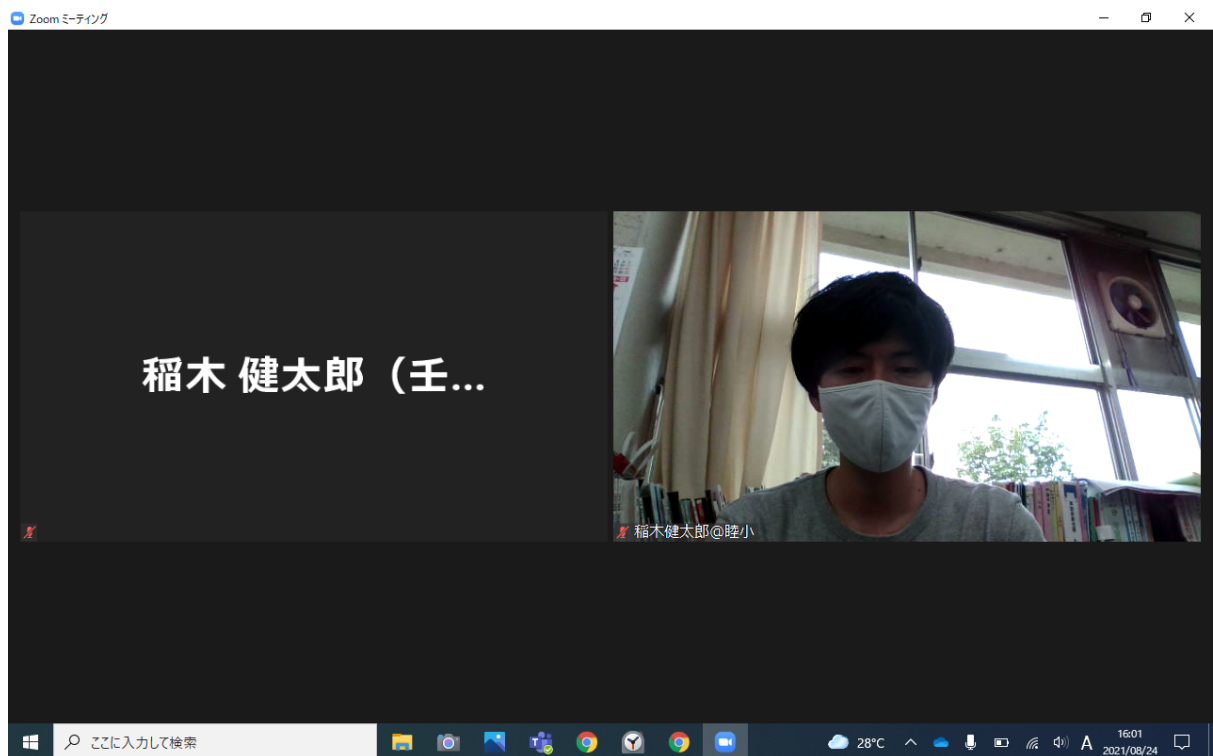 Zoom ミーティング
稲木 健太郎（壬...
稲木健太郎@睦小
ここに入力して検索
28°C
A
16:01
2021/08/24